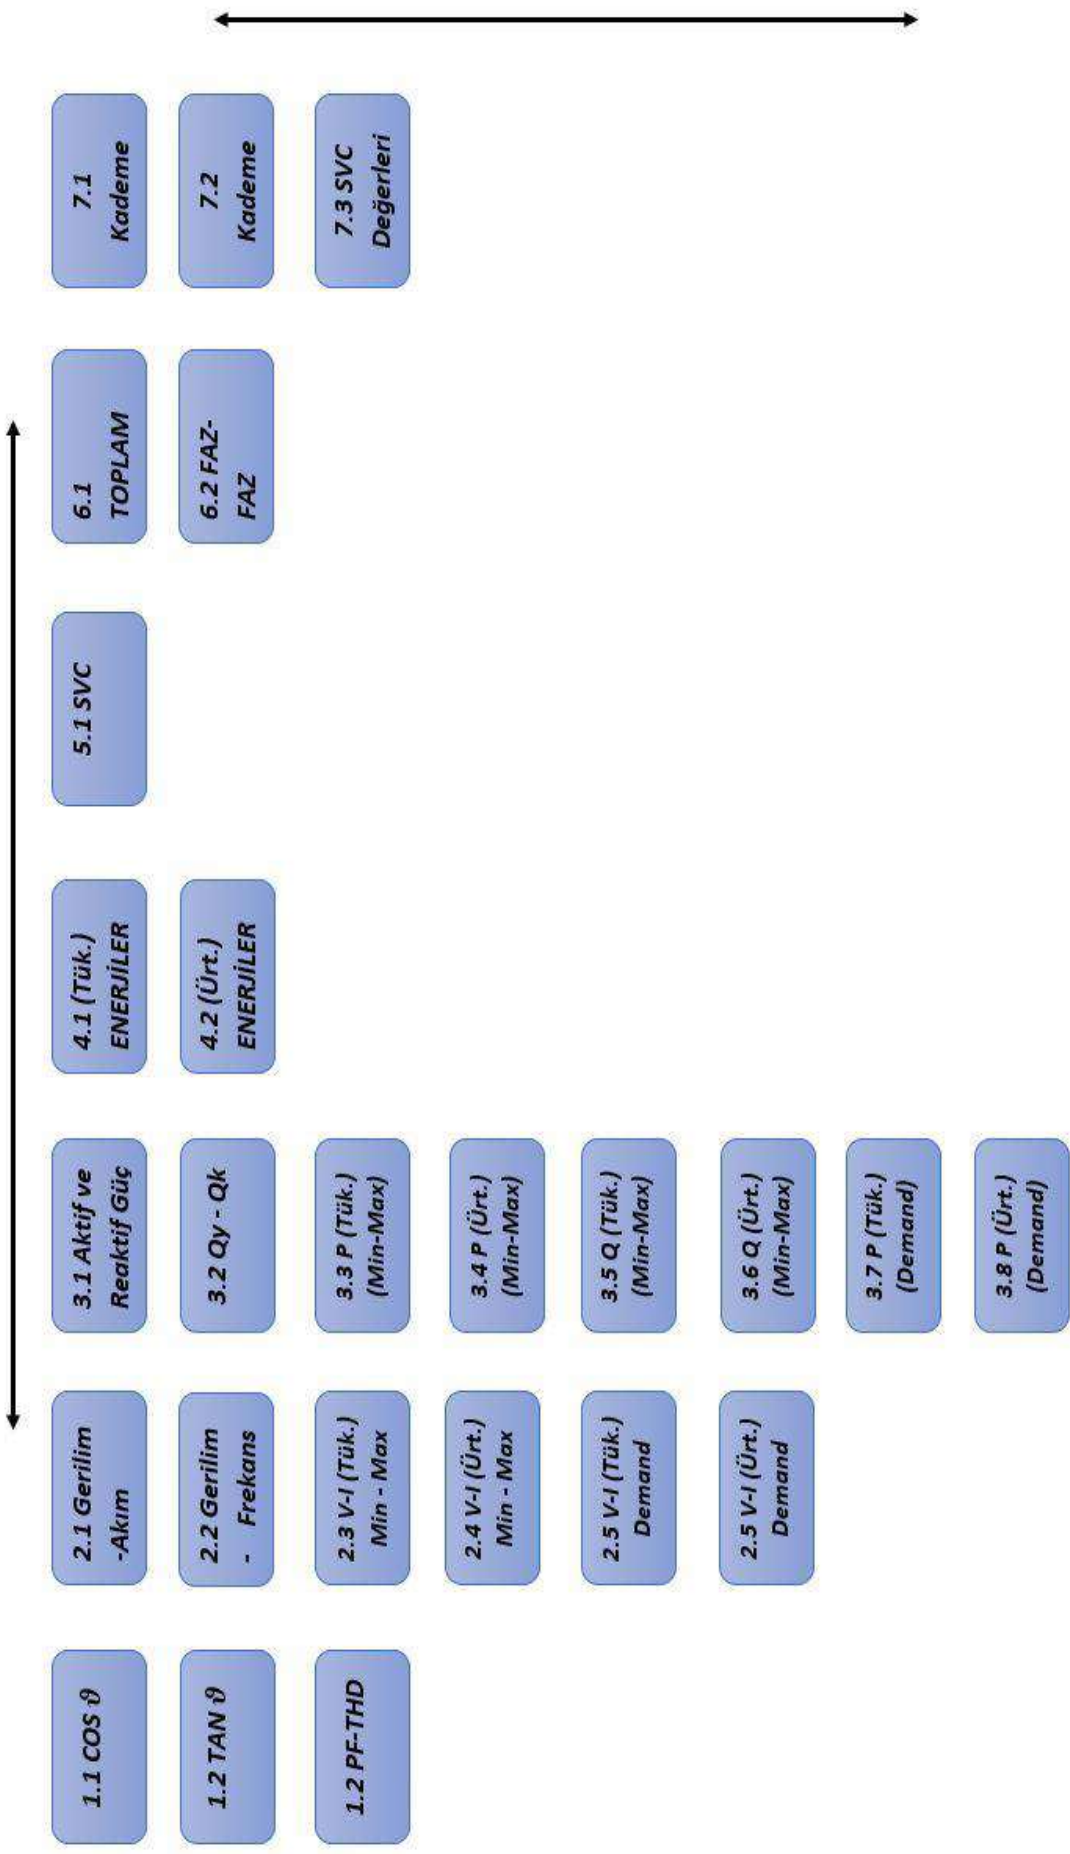 1.1 COS ϑ
1.2 TAN ϑ
1.2 PF-THD
2.1 Gerilim
-Akım
2.2 Gerilim
- Frekans
2.3 V-I (Tük.)
Min - Max
2.4 V-I (Ürt.)
Min - Max
2.5 V-I (Tük.)
Demand
2.5 V-I (Ürt.)
Demand
3.1 Aktif ve
Reaktif Güç
3.2 Qy - Qk
3.3 P (Tük.)
(Min-Max)
3.4 P (Ürt.)
(Min-Max)
3.5 Q (Tük.)
(Min-Max)
3.6 Q (Ürt.)
(Min-Max)
3.7 P (Tük.)
(Demand)
3.8 P (Ürt.)
(Demand)
4.1 (Tük.)
ENERJİLER
4.2 (Ürt.)
ENERJİLER
5.1 SVC
6.1
TOPLAM
6.2 FAZ-
FAZ
7.1
Kademe
7.2
Kademe
7.3 SVC
Değerleri